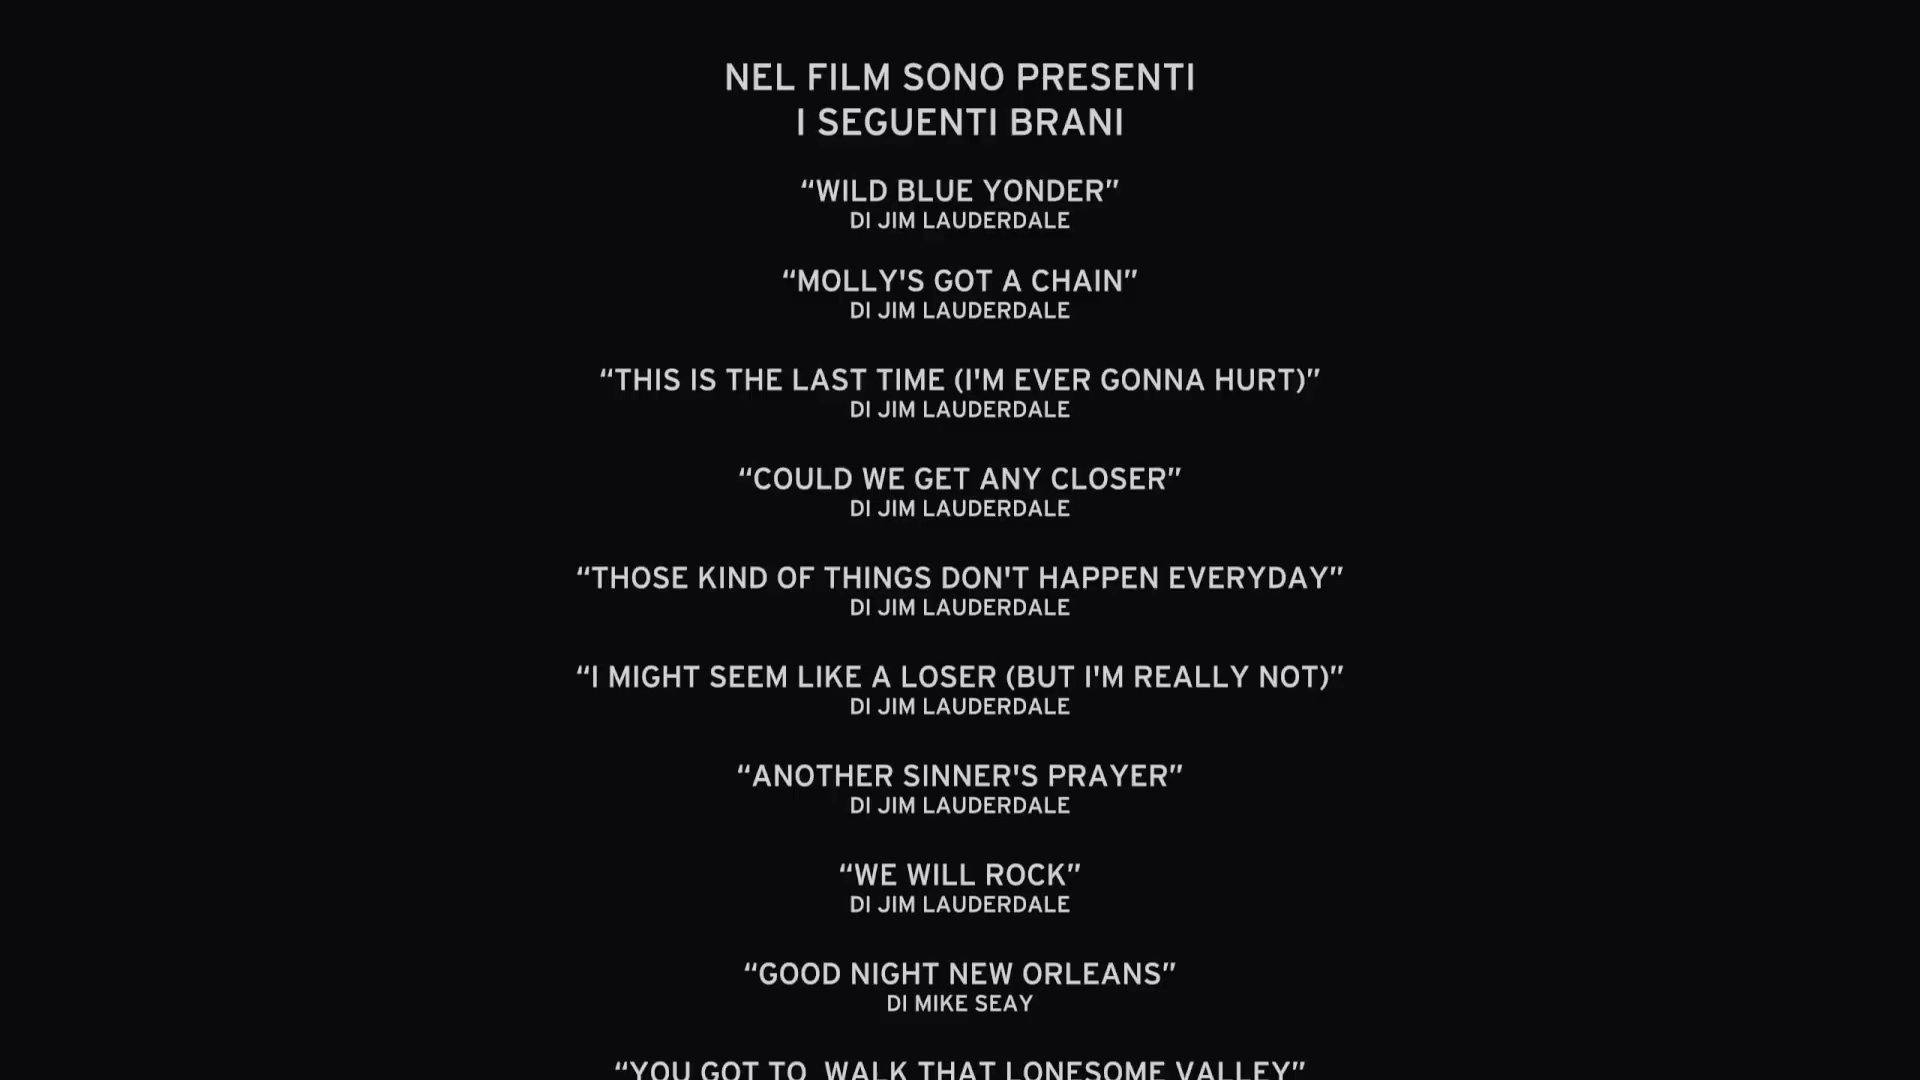 NEL FILM SONO PRESENTI
I SEGUENTI BRANI
“WILD BLUE YONDER”
DI JIM LAUDERDALE
“MOLLY'S GOT A CHAIN”
DI JIM LAUDERDALE
“THIS IS THE LAST TIME (I'M EVER GONNA HURT)”
DI JIM LAUDERDALE
“COULD WE GET ANY CLOSER”
DI JIM LAUDERDALE
“THOSE KIND OF THINGS DON'T HAPPEN EVERYDAY”
DI JIM LAUDERDALE
“I MIGHT SEEM LIKE A LOSER (BUT I'M REALLY NOT)”
DI JIM LAUDERDALE
“ANOTHER SINNER'S PRAYER”
DI JIM LAUDERDALE
“WE WILL ROCK”
DI JIM LAUDERDALE
“GOOD NIGHT NEW ORLEANS”
DI MIKE SEAY
“YOU GOT TO WALK THAT LONESOME VALLEY”